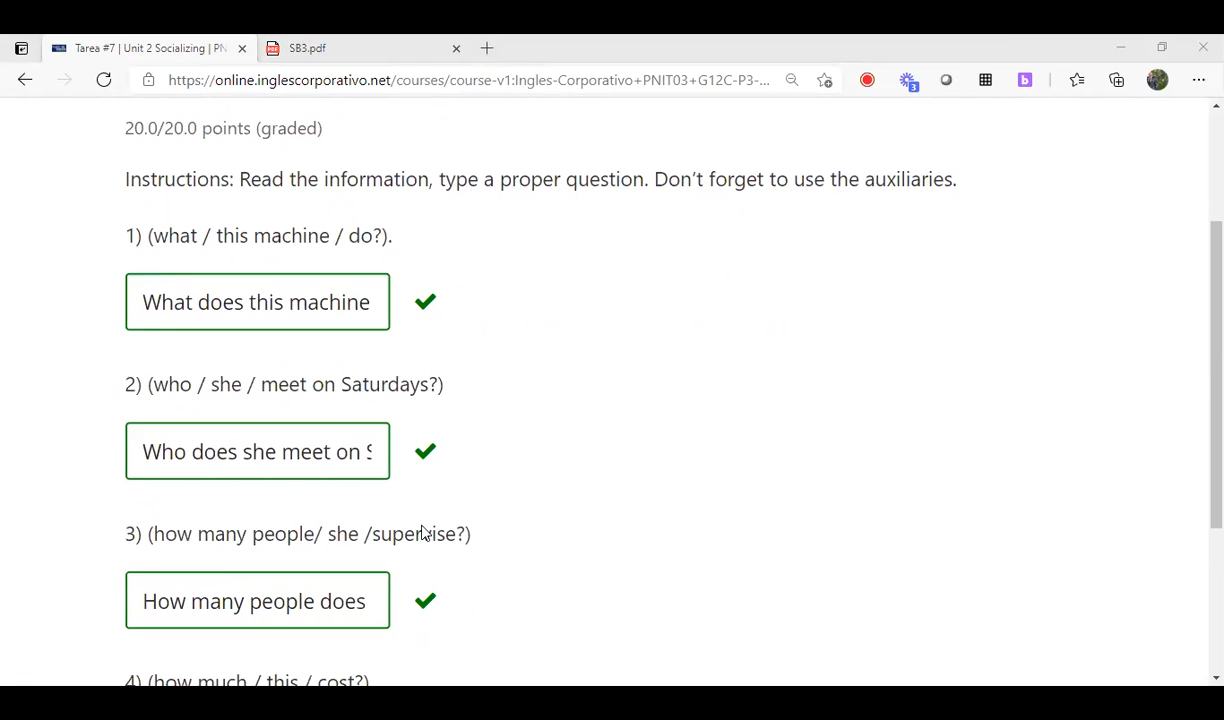 Tarea #7 | Unit 2 Socializing | PN
SB3.pdf
https://online.inglescorporativo.net/courses/course-v1:Ingles-Corporativo+PNIT03+G12C-P3-...
3
b
20.0/20.0 points (graded)
Instructions: Read the information, type a proper question. Don’t forget to use the auxiliaries.
1) (what / this machine / do?).
What does this machine
2) (who / she / meet on Saturdays?)
Who does she meet on S
3) (how many people/ she /supervise?)
How many people does
4) (how much / this / cost?)